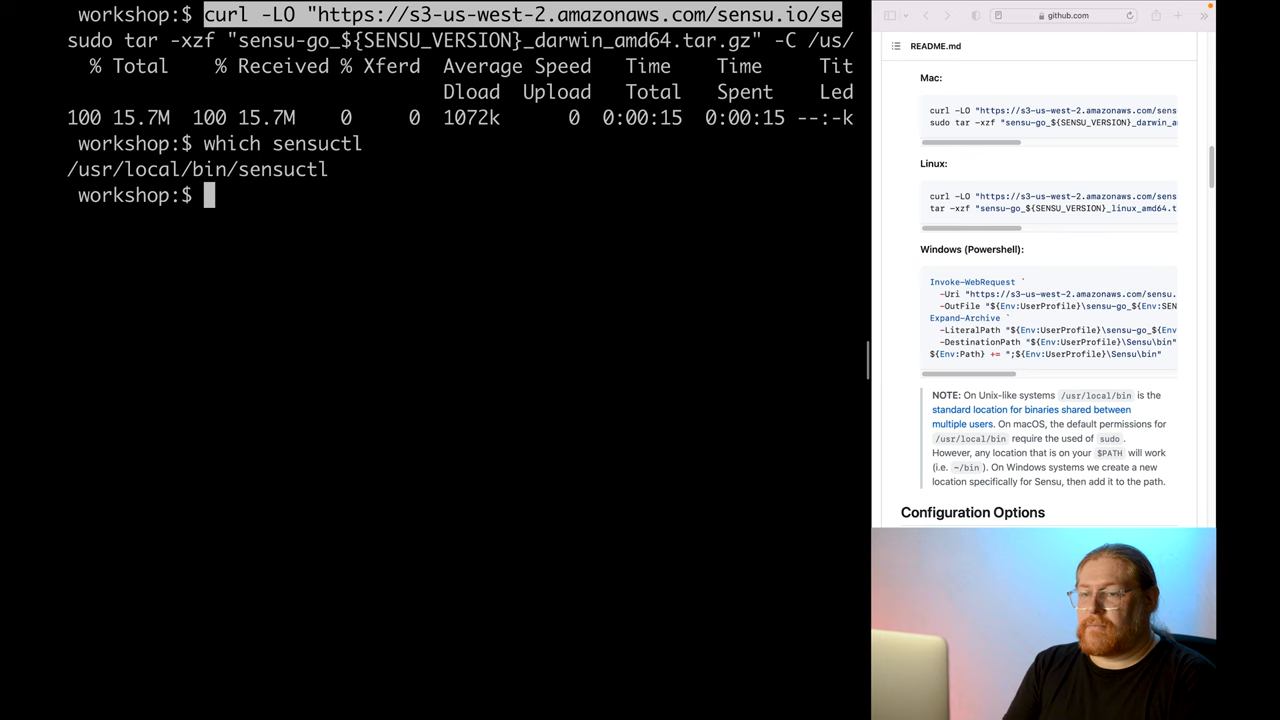 workshop:$ curl -LO "https://s3-us-west-2.amazonaws.com/sensu.io/se
sudo tar -xzf "sensu-go_${SENSU_VERSION}_darwin_amd64.tar.gz" -C /us/
% Total % Received % Xferd Average Speed Time Time Tit
Dload Upload Total Spent Led
100 15.7M 100 15.7M 0 0 1072k 0 0:00:15 0:00:15 --:-k
workshop:$ which sensuctl
/usr/local/bin/sensuctl
workshop:$
github.com
README.md
Mac:
curl -LO "https://s3-us-west-2.amazonaws.com/sens
sudo tar -xzf "sensu-go_${SENSU_VERSION}_darwin_a
Linux:
curl -LO "https://s3-us-west-2.amazonaws.com/sens
tar -xzf "sensu-go_${SENSU_VERSION}_linux_amd64.t
Windows (Powershell):
Invoke-WebRequest `
-Uri "https://s3-us-west-2.amazonaws.com/sensu.
-OutFile "${Env:UserProfile}\sensu-go_${Env:SEN
Expand-Archive `
-LiteralPath "${Env:UserProfile}\sensu-go_${Env
-DestinationPath "${Env:UserProfile}\Sensu\bin"
${Env:Path} += ";${Env:UserProfile}\Sensu\bin"
NOTE: On Unix-like systems /usr/local/bin is the
standard location for binaries shared between
multiple users. On macOS, the default permissions for
/usr/local/bin require the used of sudo.
However, any location that is on your $PATH will work
(i.e. ~/bin). On Windows systems we create a new
location specifically for Sensu, then add it to the path.
Configuration Options